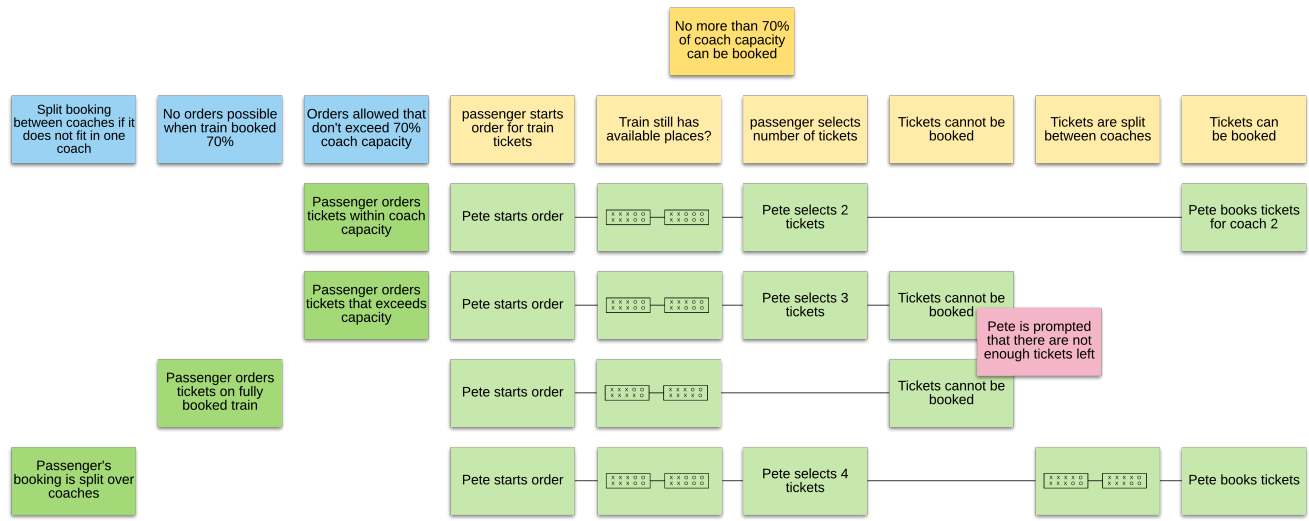 No more than 70%
of coach capacity
can be booked
Split booking
between coaches if it
does not fit in one
coach
No orders possible
when train booked
70%
Orders allowed that
don't exceed 70%
coach capacity
passenger starts
order for train
tickets
Train still has
available places?
passenger selects
number of tickets
Tickets cannot be
booked
Tickets are split
between coaches
Tickets can
be booked
Passenger orders
tickets within coach
capacity
Pete starts order
Pete selects 2
tickets
Pete books tickets
for coach 2
Passenger orders
tickets that exceeds
capacity
Pete starts order
Pete selects 3
tickets
Tickets cannot be
booked
Pete is prompted
that there are not
enough tickets left
Passenger orders
tickets on fully
booked train
Pete starts order
Tickets cannot be
booked
Passenger's
booking is split over
coaches
Pete starts order
Pete selects 4
tickets
Pete books tickets